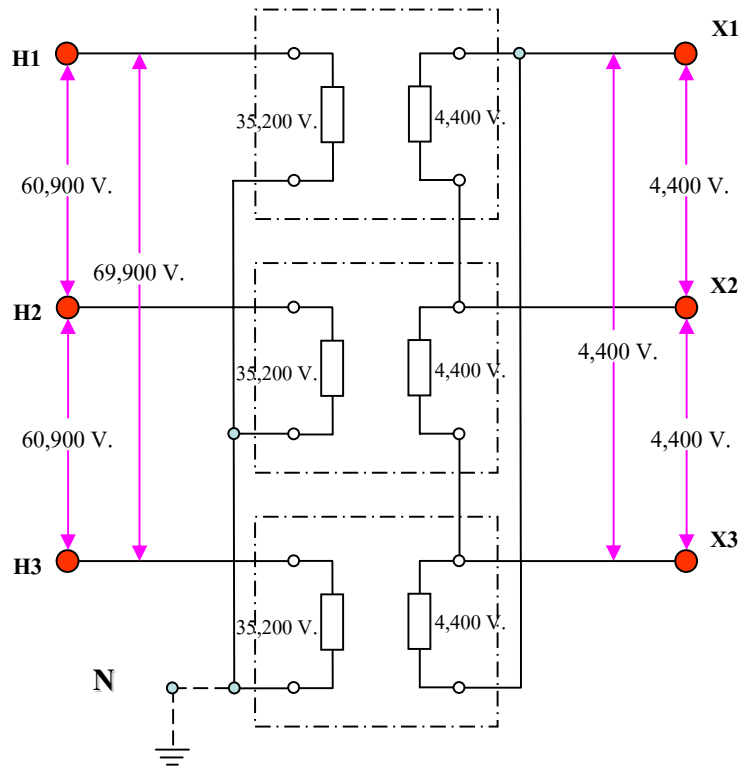 X1
H1
35,200 V.
4,400 V.
60,900 V.
4,400 V.
69,900 V.
X2
H2
4,400 V.
35,200 V.
4,400 V.
60,900 V.
4,400 V.
X3
H3
35,200 V.
4,400 V.
N